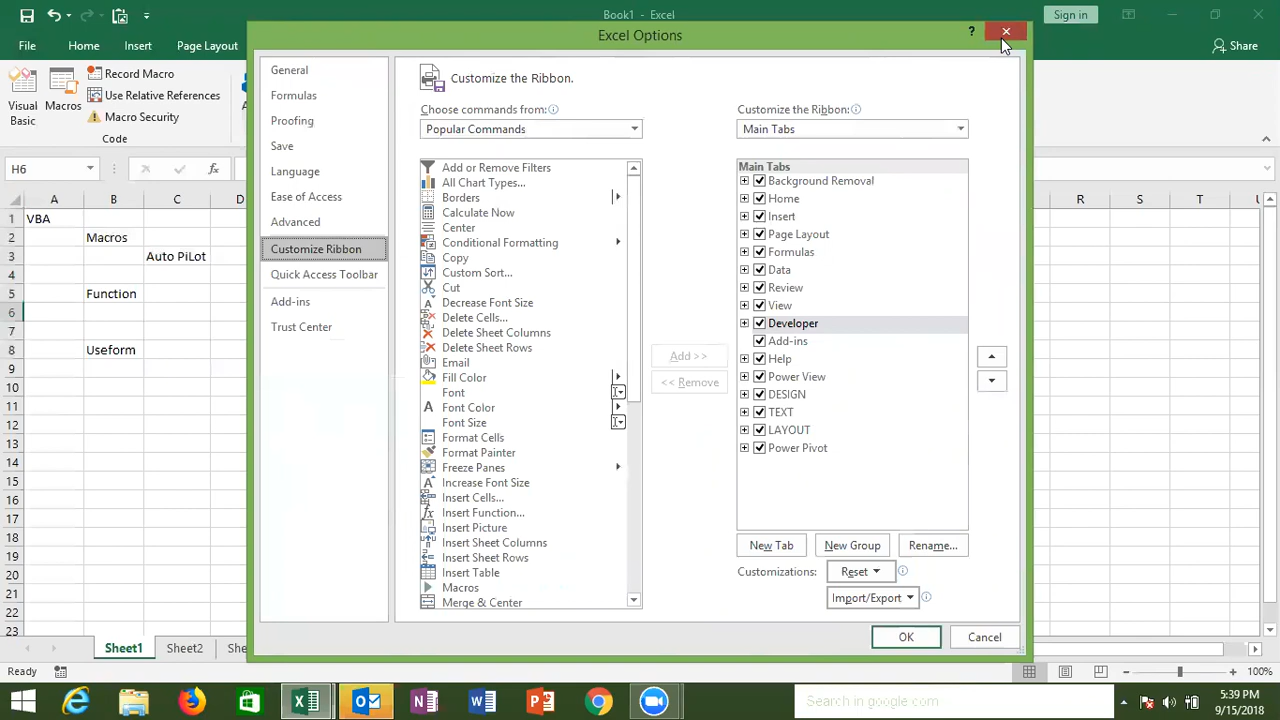 Book1 - Excel
Sign in
File
Home
Insert
Page Layout
Share
Visual
Basic
Macros
Record Macro
Use Relative References
Macro Security
Code
H6
fx
Excel Options
?
General
Formulas
Proofing
Save
Language
Ease of Access
Advanced
Customize Ribbon
Quick Access Toolbar
Add-ins
Trust Center
Customize the Ribbon.
Choose commands from:
Popular Commands
Add or Remove Filters
All Chart Types...
Borders
Calculate Now
Center
Conditional Formatting
Copy
Custom Sort...
Cut
Decrease Font Size
Delete Cells...
Delete Sheet Columns
Delete Sheet Rows
Email
Fill Color
Font
Font Color
Font Size
Format Cells
Format Painter
Freeze Panes
Increase Font Size
Insert Cells...
Insert Function...
Insert Picture
Insert Sheet Columns
Insert Sheet Rows
Insert Table
Macros
Merge & Center
Add >>
<< Remove
Customize the Ribbon:
Main Tabs
Main Tabs
Background Removal
Home
Insert
Page Layout
Formulas
Data
Review
View
Developer
Add-ins
Help
Power View
DESIGN
TEXT
LAYOUT
Power Pivot
New Tab
New Group
Rename...
Customizations:
Reset
Import/Export
OK
Cancel
A
B
C
D
R
S
T
1
VBA
2
Macros
3
Auto PiLot
4
5
Function
6
7
8
Useform
9
10
11
12
13
14
15
16
17
18
19
20
21
22
23
Sheet1
Sheet2
Ready
100%
Search in google.com
5:39 PM
9/15/2018